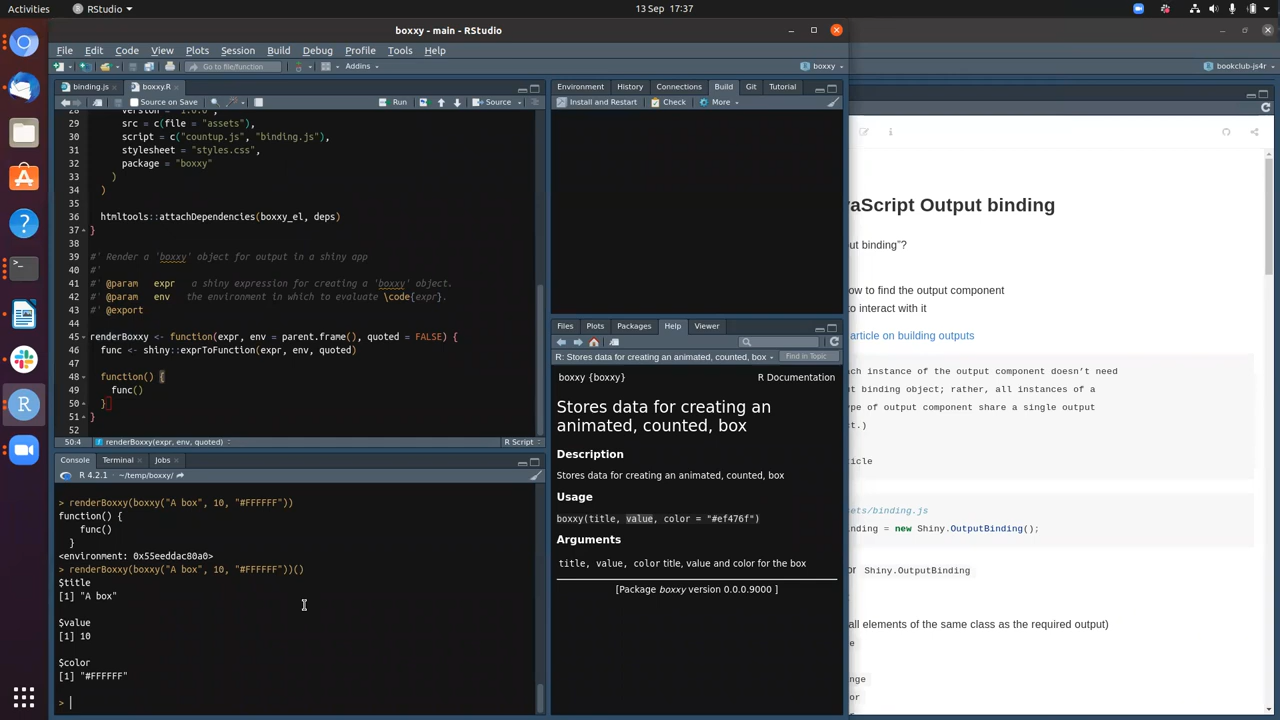 Activities
RStudio
13 Sep 17:37
boxxy - main - RStudio
File Edit Code View Plots Session Build Debug Profile Tools Help
Go to file/function
Addins
boxxy
bookclub-js4r
binding.js
boxxy.R
Source on Save
Run
Source
28 version = "1.0.0",
29 src = c(file = "assets"),
30 script = c("countup.js", "binding.js"),
31 stylesheet = "styles.css",
32 package = "boxxy"
33 )
34 )
35
36 htmltools::attachDependencies(boxxy_el, deps)
37 }
38
39 #' Render a 'boxxy' object for output in a shiny app
40 #'
41 #' @param expr a shiny expression for creating a 'boxxy' object.
42 #' @param env the environment in which to evaluate \code{expr}.
43 #' @export
44
45 renderBoxxy <- function(expr, env = parent.frame(), quoted = FALSE) {
46 func <- shiny::exprToFunction(expr, env, quoted)
47
48 function() {
49 func()
50 }
51 }
52
50:4 renderBoxxy(expr, env, quoted)
R Script
Console Terminal Jobs
R 4.2.1 · ~/temp/boxxy/
> renderBoxxy(boxxy("A box", 10, "#FFFFFF"))
function() {
func()
}
<environment: 0x55eeddac80a0>
> renderBoxxy(boxxy("A box", 10, "#FFFFFF"))()
$title
[1] "A box"
$value
[1] 10
$color
[1] "#FFFFFF"
>
Environment History Connections Build Git Tutorial
Install and Restart Check More
Files Plots Packages Help Viewer
R: Stores data for creating an animated, counted, box
Find in Topic
boxxy {boxxy}
R Documentation
Stores data for creating an
animated, counted, box
Description
Stores data for creating an animated, counted, box
Usage
boxxy(title, value, color = "#ef476f")
Arguments
title, value, color title, value and color for the box
[Package boxxy version 0.0.0.9000 ]
vaScript Output binding
out binding"?
ow to find the output component
to interact with it
article on building outputs
ach instance of the output component doesn't need
ut binding object; rather, all instances of a
ype of output component share a single output
ct.)
ticle
sets/binding.js
inding = new Shiny.OutputBinding();
or Shiny.OutputBinding
all elements of the same class as the required output)